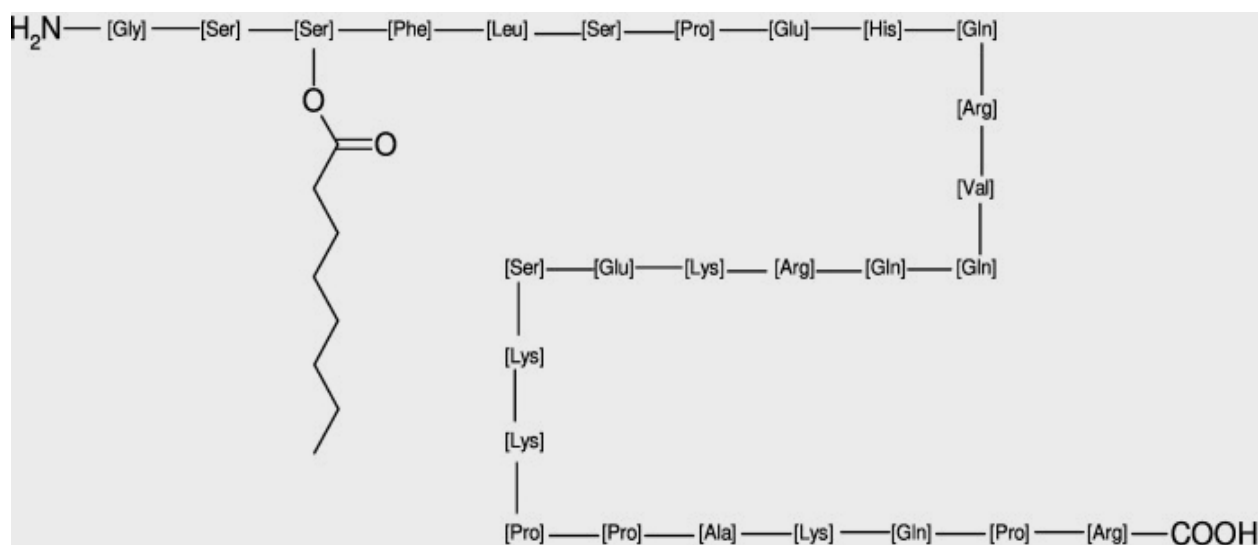 H₂N [Gly] [Ser] [Ser] [Phe] [Leu] [Ser] [Pro] [Glu] [His] [Gln]
O
[Arg]
O
[Val]
[Ser] [Glu] [Lys] [Arg] [Gln] [Gln]
[Lys]
[Lys]
[Pro] [Pro] [Ala] [Lys] [Gln] [Pro] [Arg] COOH